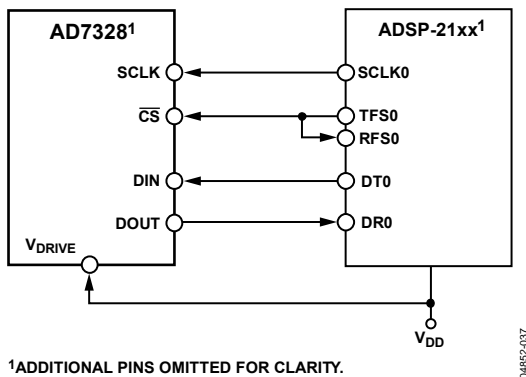 AD7328¹
ADSP-21xx¹
SCLK
SCLK0
C̅S̅
TFS0
RFS0
DIN
DT0
DOUT
DR0
VDRIVE
VDD
¹ADDITIONAL PINS OMITTED FOR CLARITY.
04852-037